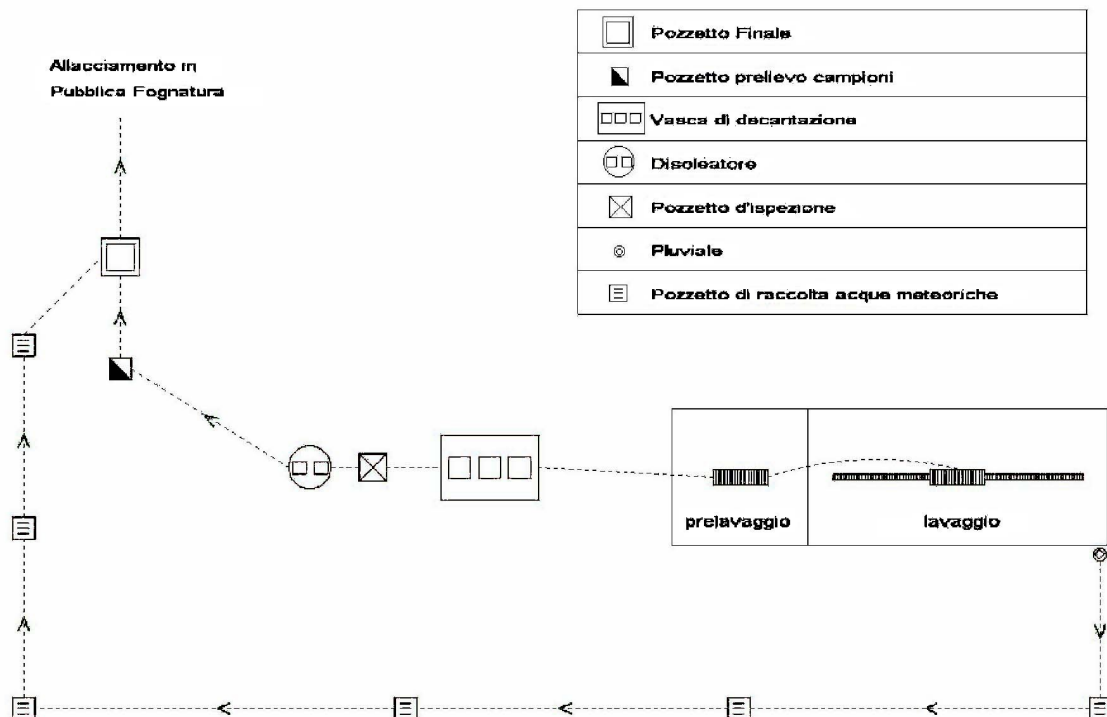 Allacciamento in
Pubblica Fognatura
Pozzetto Finale
Pozzetto prelievo campioni
Vasca di decantazione
Disoleatore
Pozzetto d'ispezione
Pluviale
Pozzetto di raccolta acque meteoriche
prelavaggio
lavaggio